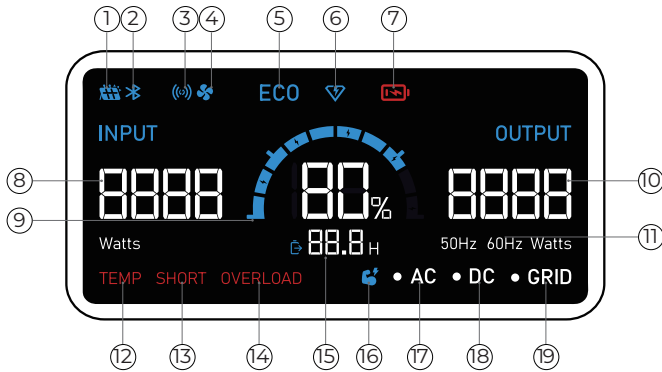 ① ② ③ ④ ⑤ ⑥ ⑦
ECO
INPUT OUTPUT
⑧ 8888 80% 8888 ⑩
⑨
Watts 88.8 H 50Hz 60Hz Watts ⑪
TEMP SHORT OVERLOAD • AC • DC • GRID
⑫ ⑬ ⑭ ⑮ ⑯ ⑰ ⑱ ⑲